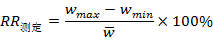 RR测定 = (w_max − w_min) / w̄ × 100%